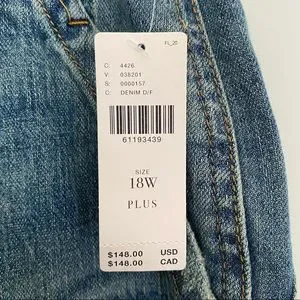 FL_20
C: 4426
V: 038201
S: 0000157
C: DENIM D/F
61193439
SIZE
18W
PLUS
$148.00 USD
$148.00 CAD